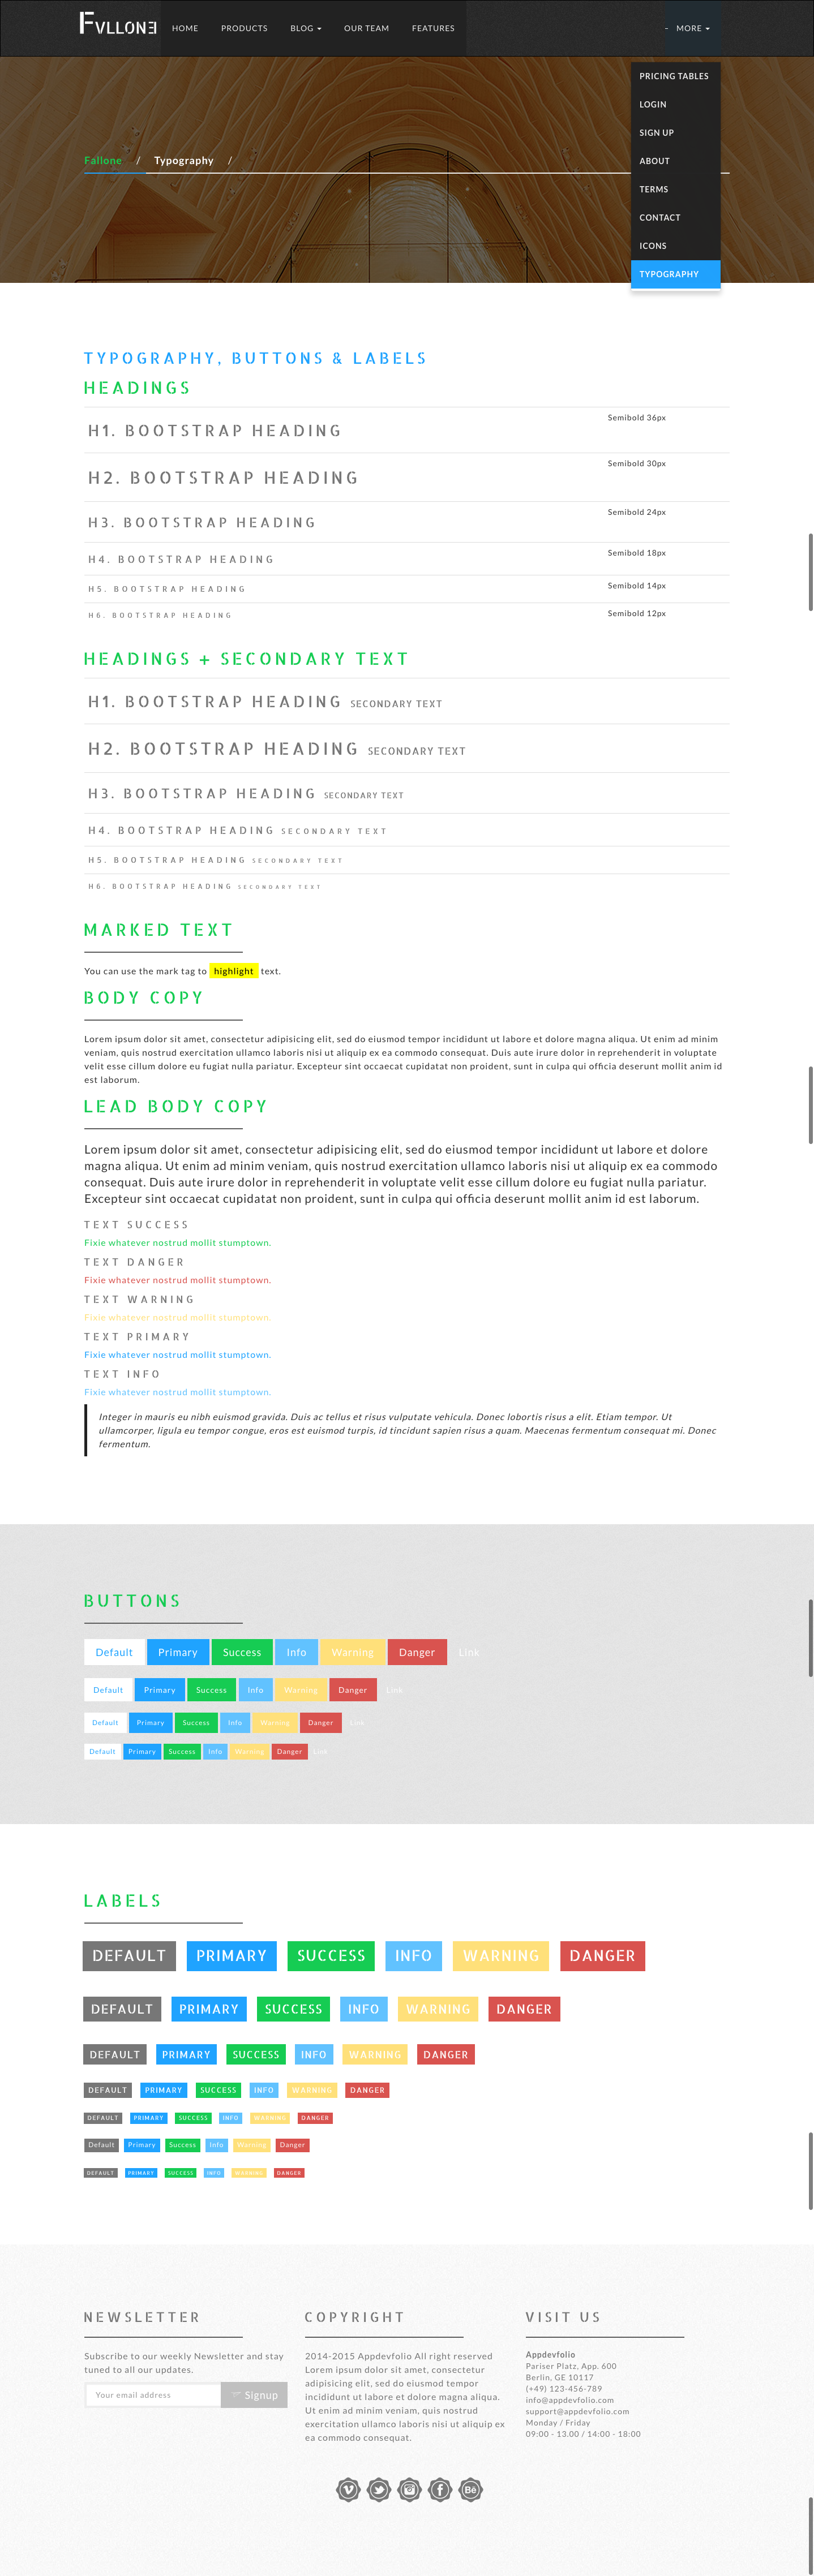 FALLONE
HOME PRODUCTS BLOG OUR TEAM FEATURES MORE
PRICING TABLES
LOGIN
SIGN UP
ABOUT
TERMS
CONTACT
ICONS
TYPOGRAPHY
Fallone / Typography /
TYPOGRAPHY, BUTTONS & LABELS
HEADINGS
H1. BOOTSTRAP HEADING Semibold 36px
H2. BOOTSTRAP HEADING Semibold 30px
H3. BOOTSTRAP HEADING Semibold 24px
H4. BOOTSTRAP HEADING Semibold 18px
H5. BOOTSTRAP HEADING Semibold 14px
H6. BOOTSTRAP HEADING Semibold 12px
HEADINGS + SECONDARY TEXT
H1. BOOTSTRAP HEADING SECONDARY TEXT
H2. BOOTSTRAP HEADING SECONDARY TEXT
H3. BOOTSTRAP HEADING SECONDARY TEXT
H4. BOOTSTRAP HEADING SECONDARY TEXT
H5. BOOTSTRAP HEADING SECONDARY TEXT
H6. BOOTSTRAP HEADING SECONDARY TEXT
MARKED TEXT
You can use the mark tag to highlight text.
BODY COPY
Lorem ipsum dolor sit amet, consectetur adipisicing elit, sed do eiusmod tempor incididunt ut labore et dolore magna aliqua. Ut enim ad minim
veniam, quis nostrud exercitation ullamco laboris nisi ut aliquip ex ea commodo consequat. Duis aute irure dolor in reprehenderit in voluptate
velit esse cillum dolore eu fugiat nulla pariatur. Excepteur sint occaecat cupidatat non proident, sunt in culpa qui officia deserunt mollit anim id
est laborum.
LEAD BODY COPY
Lorem ipsum dolor sit amet, consectetur adipisicing elit, sed do eiusmod tempor incididunt ut labore et dolore
magna aliqua. Ut enim ad minim veniam, quis nostrud exercitation ullamco laboris nisi ut aliquip ex ea commodo
consequat. Duis aute irure dolor in reprehenderit in voluptate velit esse cillum dolore eu fugiat nulla pariatur.
Excepteur sint occaecat cupidatat non proident, sunt in culpa qui officia deserunt mollit anim id est laborum.
TEXT SUCCESS
Fixie whatever nostrud mollit stumptown.
TEXT DANGER
Fixie whatever nostrud mollit stumptown.
TEXT WARNING
Fixie whatever nostrud mollit stumptown.
TEXT PRIMARY
Fixie whatever nostrud mollit stumptown.
TEXT INFO
Fixie whatever nostrud mollit stumptown.
Integer in mauris eu nibh euismod gravida. Duis ac tellus et risus vulputate vehicula. Donec lobortis risus a elit. Etiam tempor. Ut
ullamcorper, ligula eu tempor congue, eros est euismod turpis, id tincidunt sapien risus a quam. Maecenas fermentum consequat mi. Donec
fermentum.
BUTTONS
Default Primary Success Info Warning Danger Link
Default Primary Success Info Warning Danger Link
Default Primary Success Info Warning Danger Link
Default Primary Success Info Warning Danger Link
LABELS
DEFAULT PRIMARY SUCCESS INFO WARNING DANGER
DEFAULT PRIMARY SUCCESS INFO WARNING DANGER
DEFAULT PRIMARY SUCCESS INFO WARNING DANGER
DEFAULT PRIMARY SUCCESS INFO WARNING DANGER
DEFAULT PRIMARY SUCCESS INFO WARNING DANGER
Default Primary Success Info Warning Danger
DEFAULT PRIMARY SUCCESS INFO WARNING DANGER
NEWSLETTER
Subscribe to our weekly Newsletter and stay
tuned to all our updates.
Your email address Signup
COPYRIGHT
2014-2015 Appdevfolio All right reserved
Lorem ipsum dolor sit amet, consectetur
adipisicing elit, sed do eiusmod tempor
incididunt ut labore et dolore magna aliqua.
Ut enim ad minim veniam, quis nostrud
exercitation ullamco laboris nisi ut aliquip ex
ea commodo consequat.
VISIT US
Appdevfolio
Pariser Platz, App. 600
Berlin, GE 10117
(+49) 123-456-789
info@appdevfolio.com
support@appdevfolio.com
Monday / Friday
09:00 - 13.00 / 14:00 - 18:00